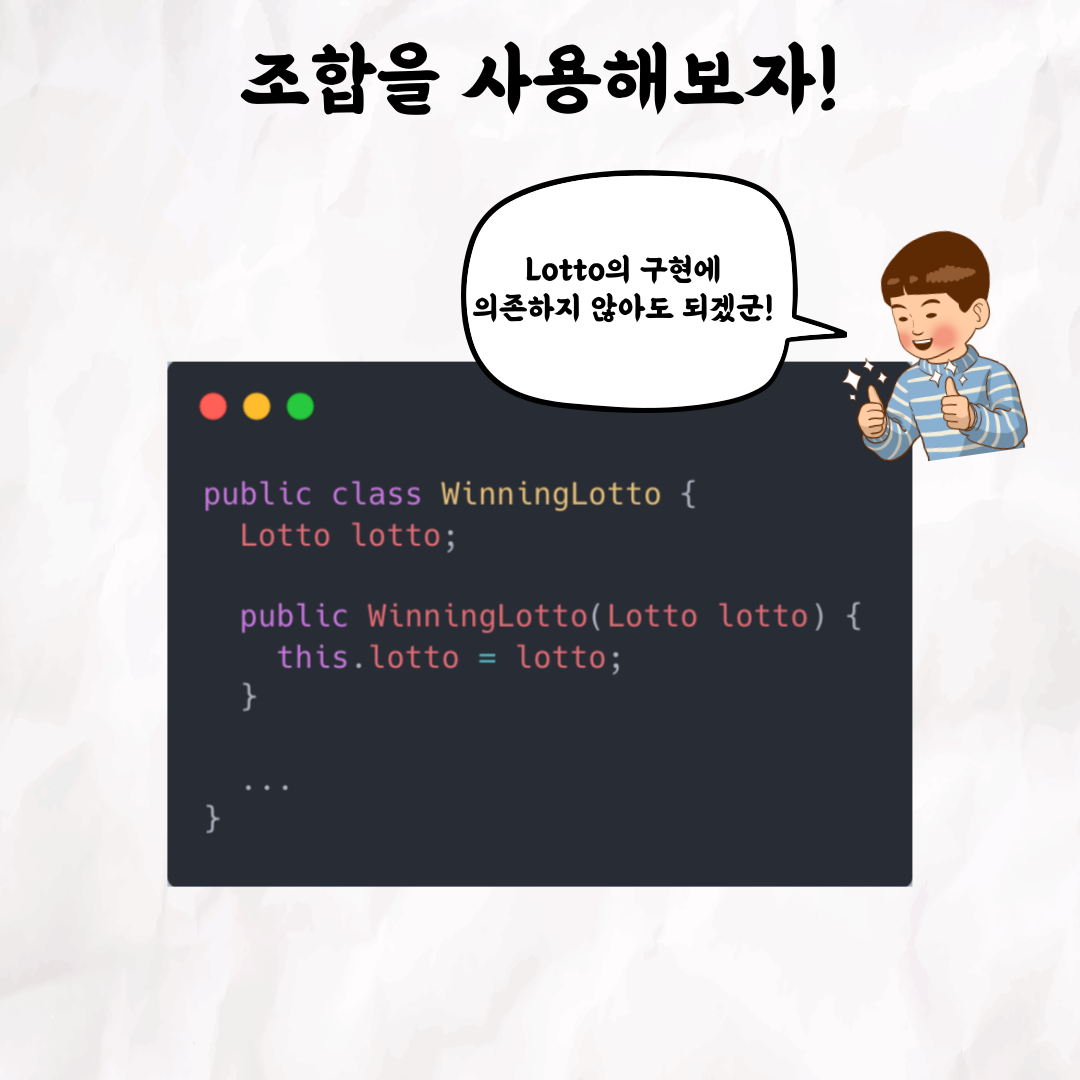 조합을 사용해보자!
Lotto의 구현에
의존하지 않아도 되겠군!
public class WinningLotto {
  Lotto lotto;

  public WinningLotto(Lotto lotto) {
    this.lotto = lotto;
  }

  ...
}